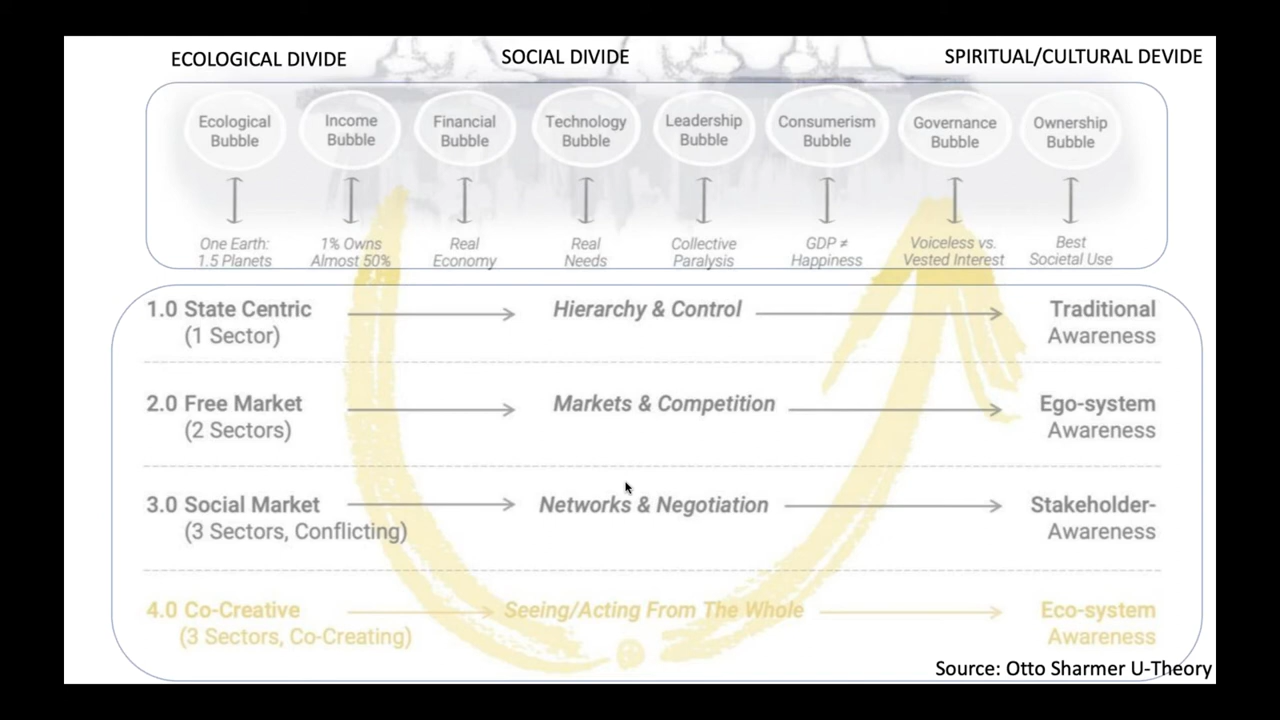 ECOLOGICAL DIVIDE
SOCIAL DIVIDE
SPIRITUAL/CULTURAL DEVIDE
Ecological
Bubble
Income
Bubble
Financial
Bubble
Technology
Bubble
Leadership
Bubble
Consumerism
Bubble
Governance
Bubble
Ownership
Bubble
One Earth:
1.5 Planets
1% Owns
Almost 50%
Real
Economy
Real
Needs
Collective
Paralysis
GDP ≠
Happiness
Voiceless vs.
Vested Interest
Best
Societal Use
1.0 State Centric
(1 Sector)
Hierarchy & Control
Traditional
Awareness
2.0 Free Market
(2 Sectors)
Markets & Competition
Ego-system
Awareness
3.0 Social Market
(3 Sectors, Conflicting)
Networks & Negotiation
Stakeholder-
Awareness
4.0 Co-Creative
(3 Sectors, Co-Creating)
Seeing/Acting From The Whole
Eco-system
Awareness
Source: Otto Sharmer U-Theory